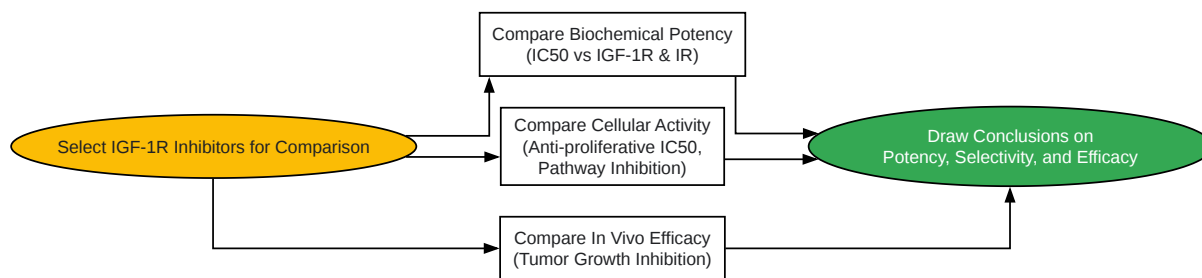 Compare Biochemical Potency
(IC50 vs IGF-1R & IR)
Select IGF-1R Inhibitors for Comparison
Compare Cellular Activity
(Anti-proliferative IC50,
Pathway Inhibition)
Draw Conclusions on
Potency, Selectivity, and Efficacy
Compare In Vivo Efficacy
(Tumor Growth Inhibition)